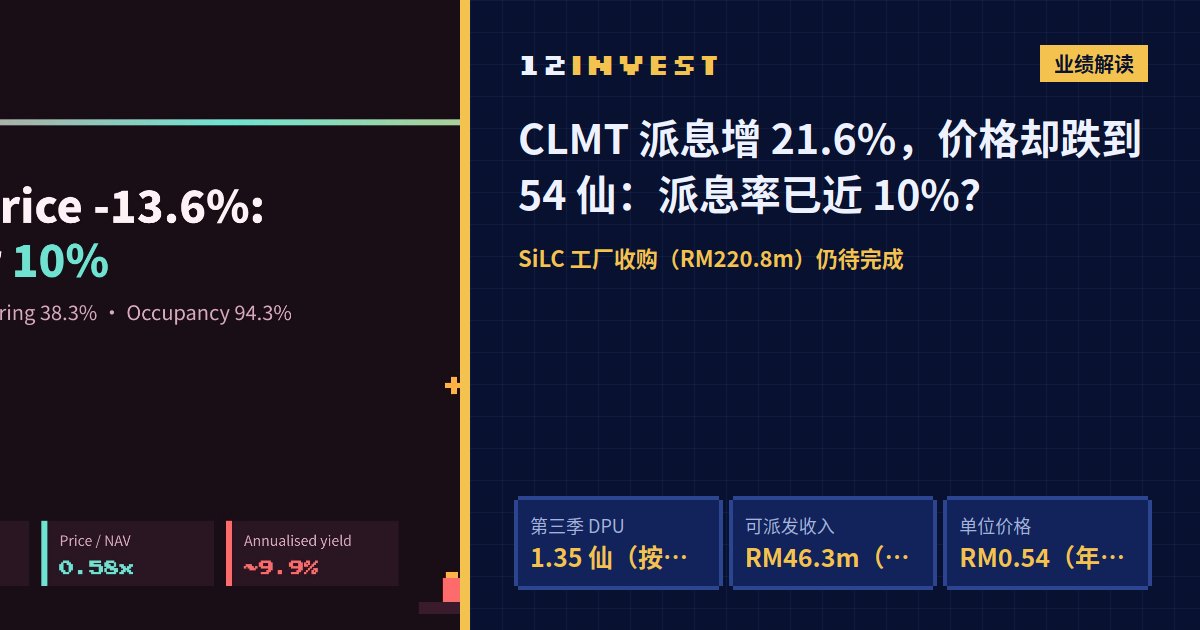 rice -13.6%:
10%
ring 38.3% • Occupancy 94.3%
Price / NAV
0.58x
Annualised yield
~9.9%
12INVEST
业绩解读
CLMT 派息增 21.6%，价格却跌到
54 仙：派息率已近 10%？
SiLC 工厂收购（RM220.8m）仍待完成
第三季 DPU
1.35 仙（按…
可派发收入
RM46.3m（…
单位价格
RM0.54（年…